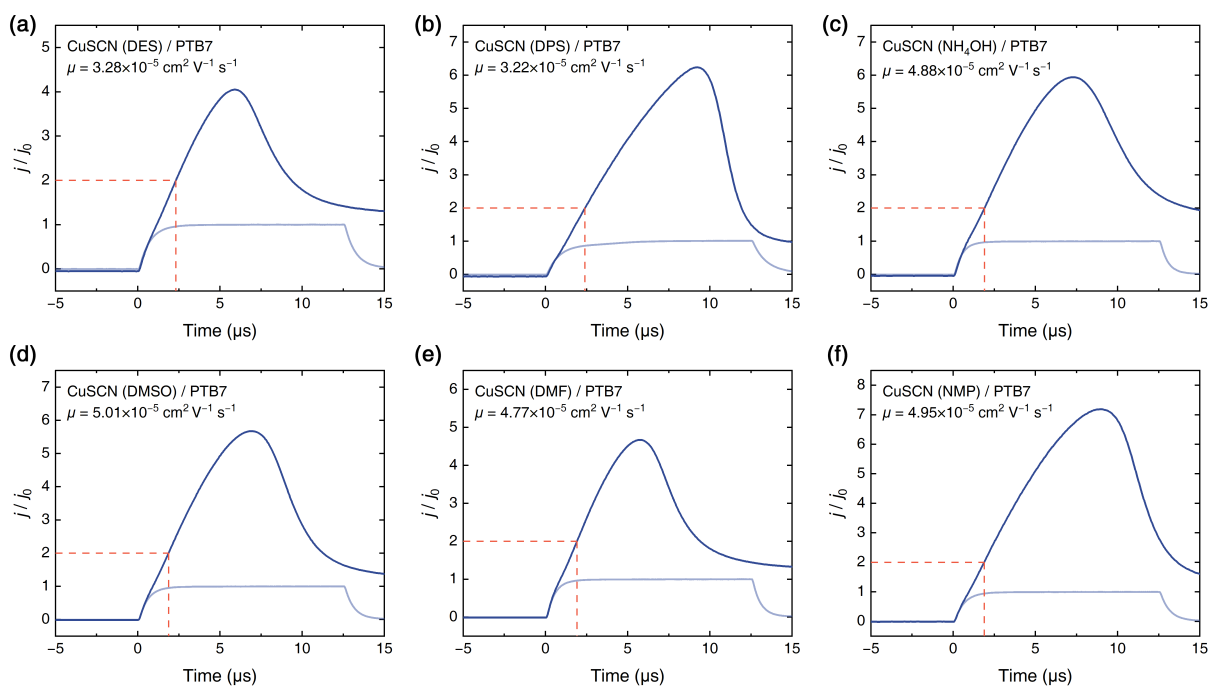 (a)
CuSCN (DES) / PTB7
μ = 3.28×10⁻⁵ cm² V⁻¹ s⁻¹
5
4
3
2
1
0
j / j₀
−5 0 5 10 15
Time (μs)
(b)
CuSCN (DPS) / PTB7
μ = 3.22×10⁻⁵ cm² V⁻¹ s⁻¹
7
6
5
4
3
2
1
0
j / j₀
−5 0 5 10 15
Time (μs)
(c)
CuSCN (NH₄OH) / PTB7
μ = 4.88×10⁻⁵ cm² V⁻¹ s⁻¹
7
6
5
4
3
2
1
0
j / j₀
−5 0 5 10 15
Time (μs)
(d)
CuSCN (DMSO) / PTB7
μ = 5.01×10⁻⁵ cm² V⁻¹ s⁻¹
7
6
5
4
3
2
1
0
j / j₀
−5 0 5 10 15
Time (μs)
(e)
CuSCN (DMF) / PTB7
μ = 4.77×10⁻⁵ cm² V⁻¹ s⁻¹
6
5
4
3
2
1
0
j / j₀
−5 0 5 10 15
Time (μs)
(f)
CuSCN (NMP) / PTB7
μ = 4.95×10⁻⁵ cm² V⁻¹ s⁻¹
8
7
6
5
4
3
2
1
0
j / j₀
−5 0 5 10 15
Time (μs)